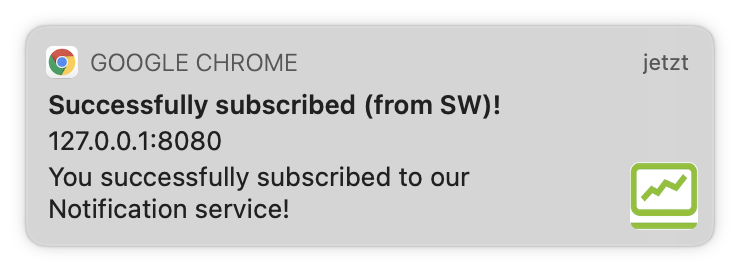 GOOGLE CHROME jetzt
Successfully subscribed (from SW)!
127.0.0.1:8080
You successfully subscribed to our
Notification service!